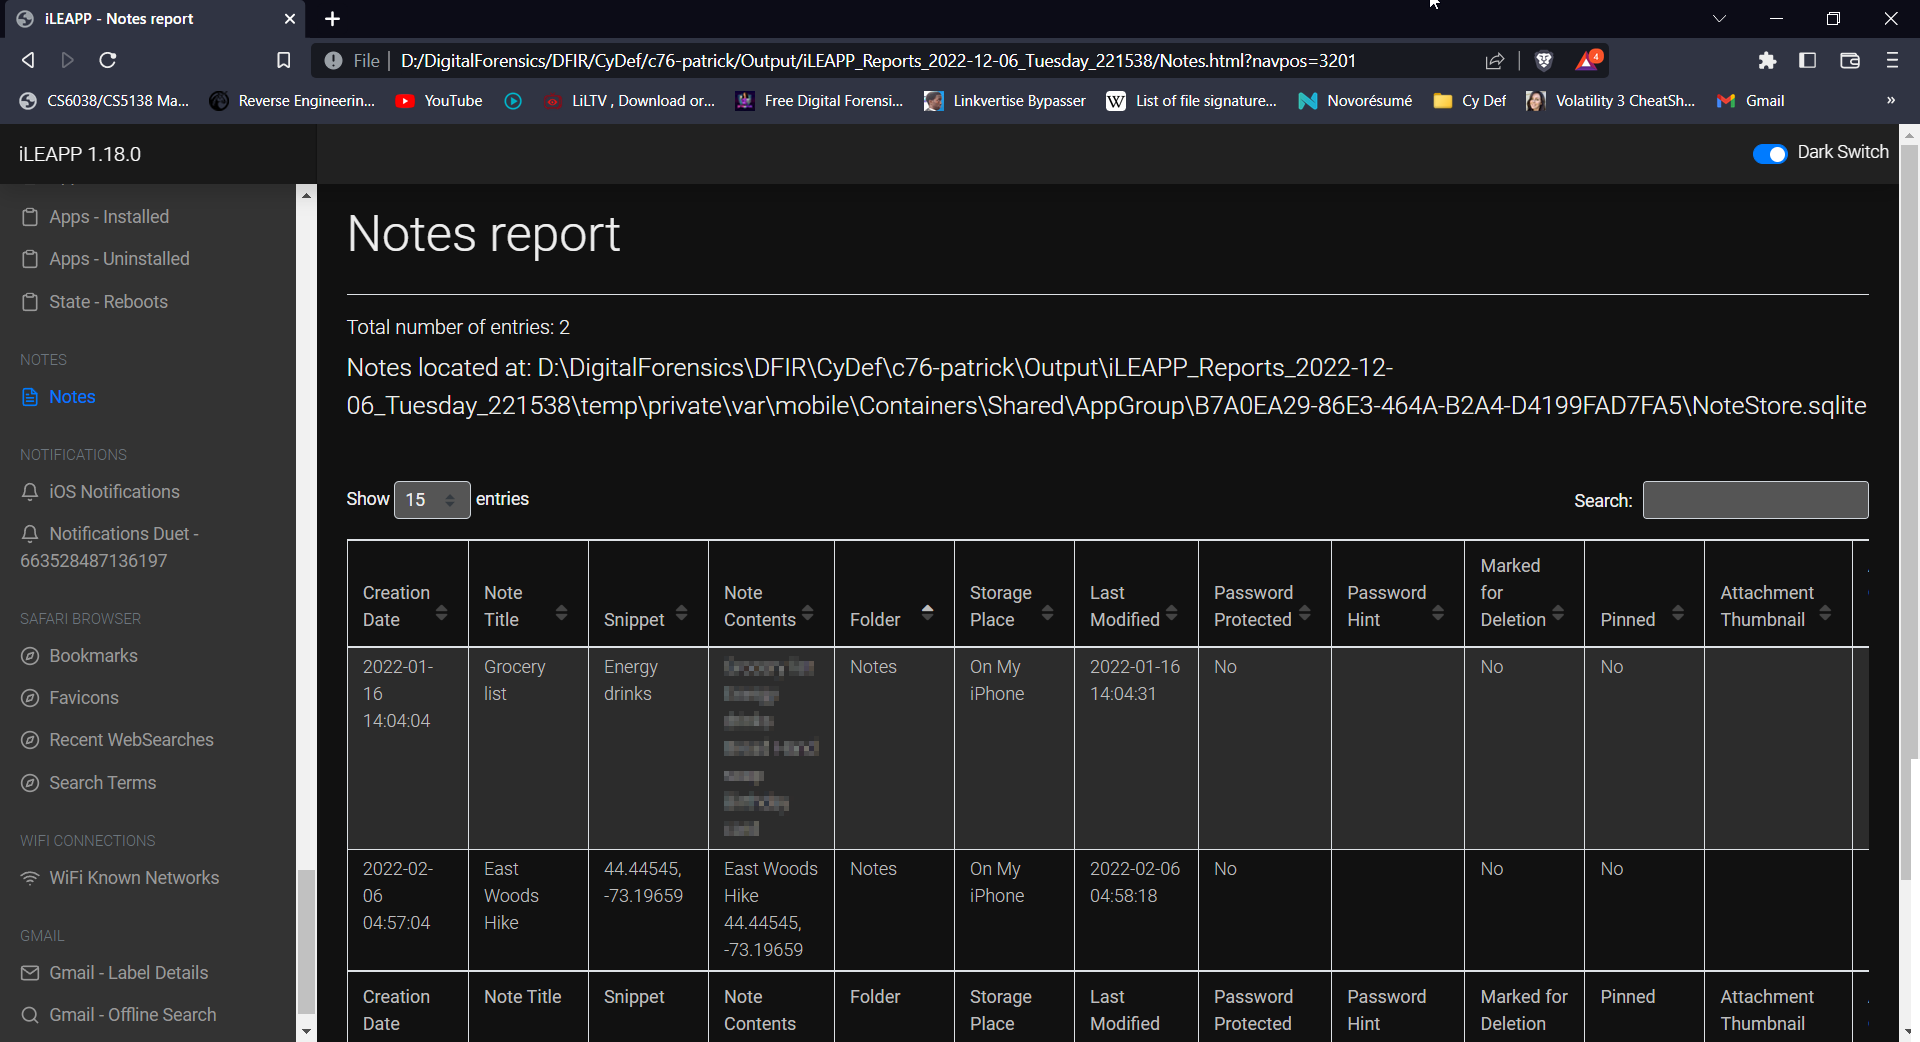 iLEAPP - Notes report
File
D:/DigitalForensics/DFIR/CyDef/c76-patrick/Output/iLEAPP_Reports_2022-12-06_Tuesday_221538/Notes.html?navpos=3201
4
CS6038/CS5138 Ma...
Reverse Engineerin...
YouTube
LiLTV , Download or...
Free Digital Forensi...
Linkvertise Bypasser
W
List of file signature...
Novorésumé
Cy Def
Volatility 3 CheatSh...
Gmail
»
iLEAPP 1.18.0
Dark Switch
Apps - Installed
Apps - Uninstalled
State - Reboots
NOTES
Notes
NOTIFICATIONS
iOS Notifications
Notifications Duet -
663528487136197
SAFARI BROWSER
Bookmarks
Favicons
Recent WebSearches
Search Terms
WIFI CONNECTIONS
WiFi Known Networks
GMAIL
Gmail - Label Details
Gmail - Offline Search
Notes report
Total number of entries: 2
Notes located at: D:\DigitalForensics\DFIR\CyDef\c76-patrick\Output\iLEAPP_Reports_2022-12-
06_Tuesday_221538\temp\private\var\mobile\Containers\Shared\AppGroup\B7A0EA29-86E3-464A-B2A4-D4199FAD7FA5\NoteStore.sqlite
Show 15 entries
Search:
Creation
Date
Note
Title
Snippet
Note
Contents
Folder
Storage
Place
Last
Modified
Password
Protected
Password
Hint
Marked
for
Deletion
Pinned
Attachment
Thumbnail
2022-01-
16
14:04:04
Grocery
list
Energy
drinks
Notes
On My
iPhone
2022-01-16
14:04:31
No
No
No
2022-02-
06
04:57:04
East
Woods
Hike
44.44545,
-73.19659
East Woods
Hike
44.44545,
-73.19659
Notes
On My
iPhone
2022-02-06
04:58:18
No
No
No
Creation
Date
Note Title
Snippet
Note
Contents
Folder
Storage
Place
Last
Modified
Password
Protected
Password
Hint
Marked for
Deletion
Pinned
Attachment
Thumbnail